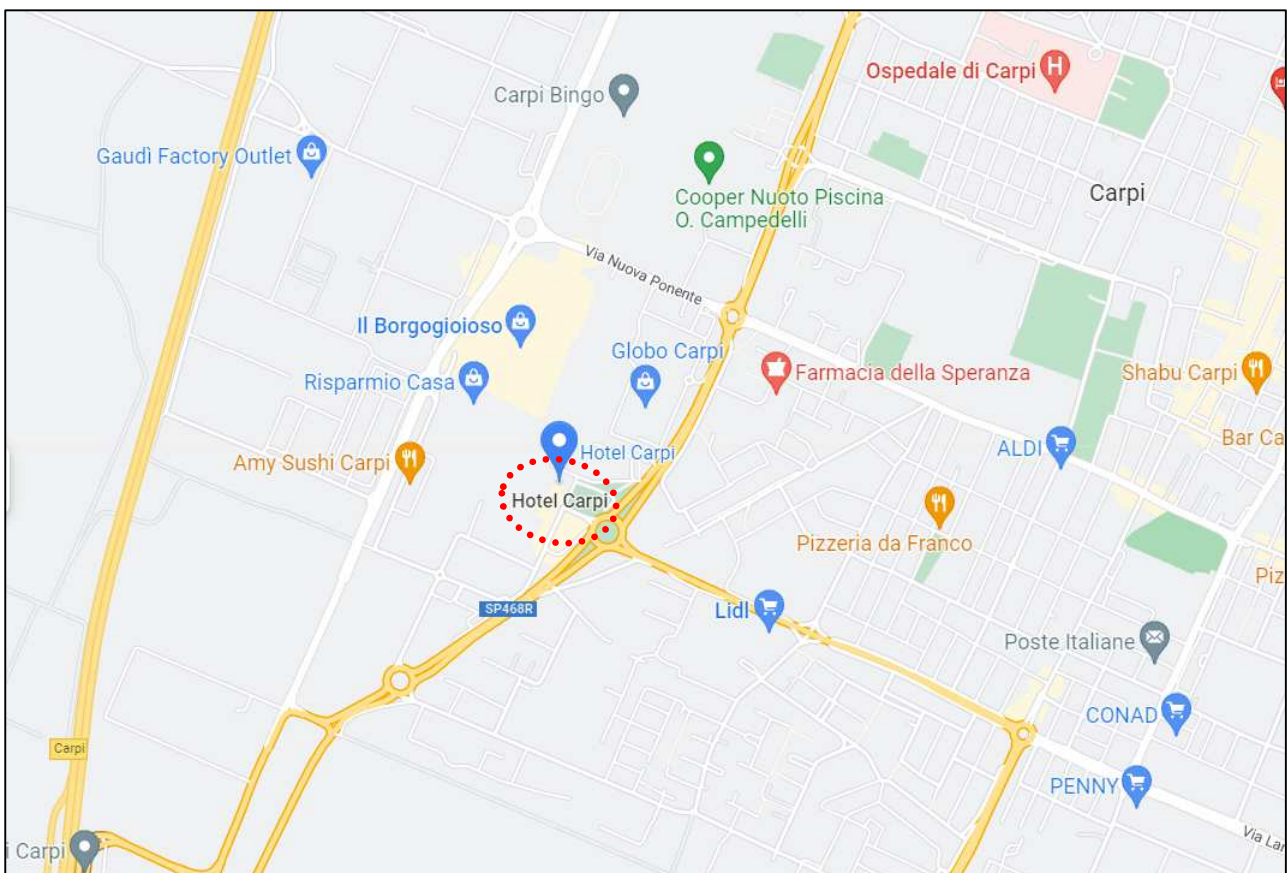 Ospedale di Carpi
H
Carpi Bingo
Gaudì Factory Outlet
Carpi
Cooper Nuoto Piscina
O. Campedelli
Via Nuova Ponente
Il Borgogioioso
Globo Carpi
Risparmio Casa
Farmacia della Speranza
Shabu Carpi
Bar Ca
ALDI
Hotel Carpi
Amy Sushi Carpi
Hotel Carpi
Pizzeria da Franco
Piz
SP468R
Lidl
Poste Italiane
CONAD
Carpi
PENNY
Via Lar
i Carpi